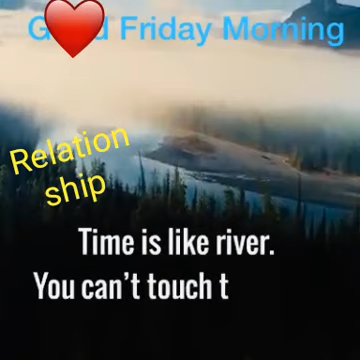 G d Friday Morning
Relation
ship
Time is like river.
You can't touch t